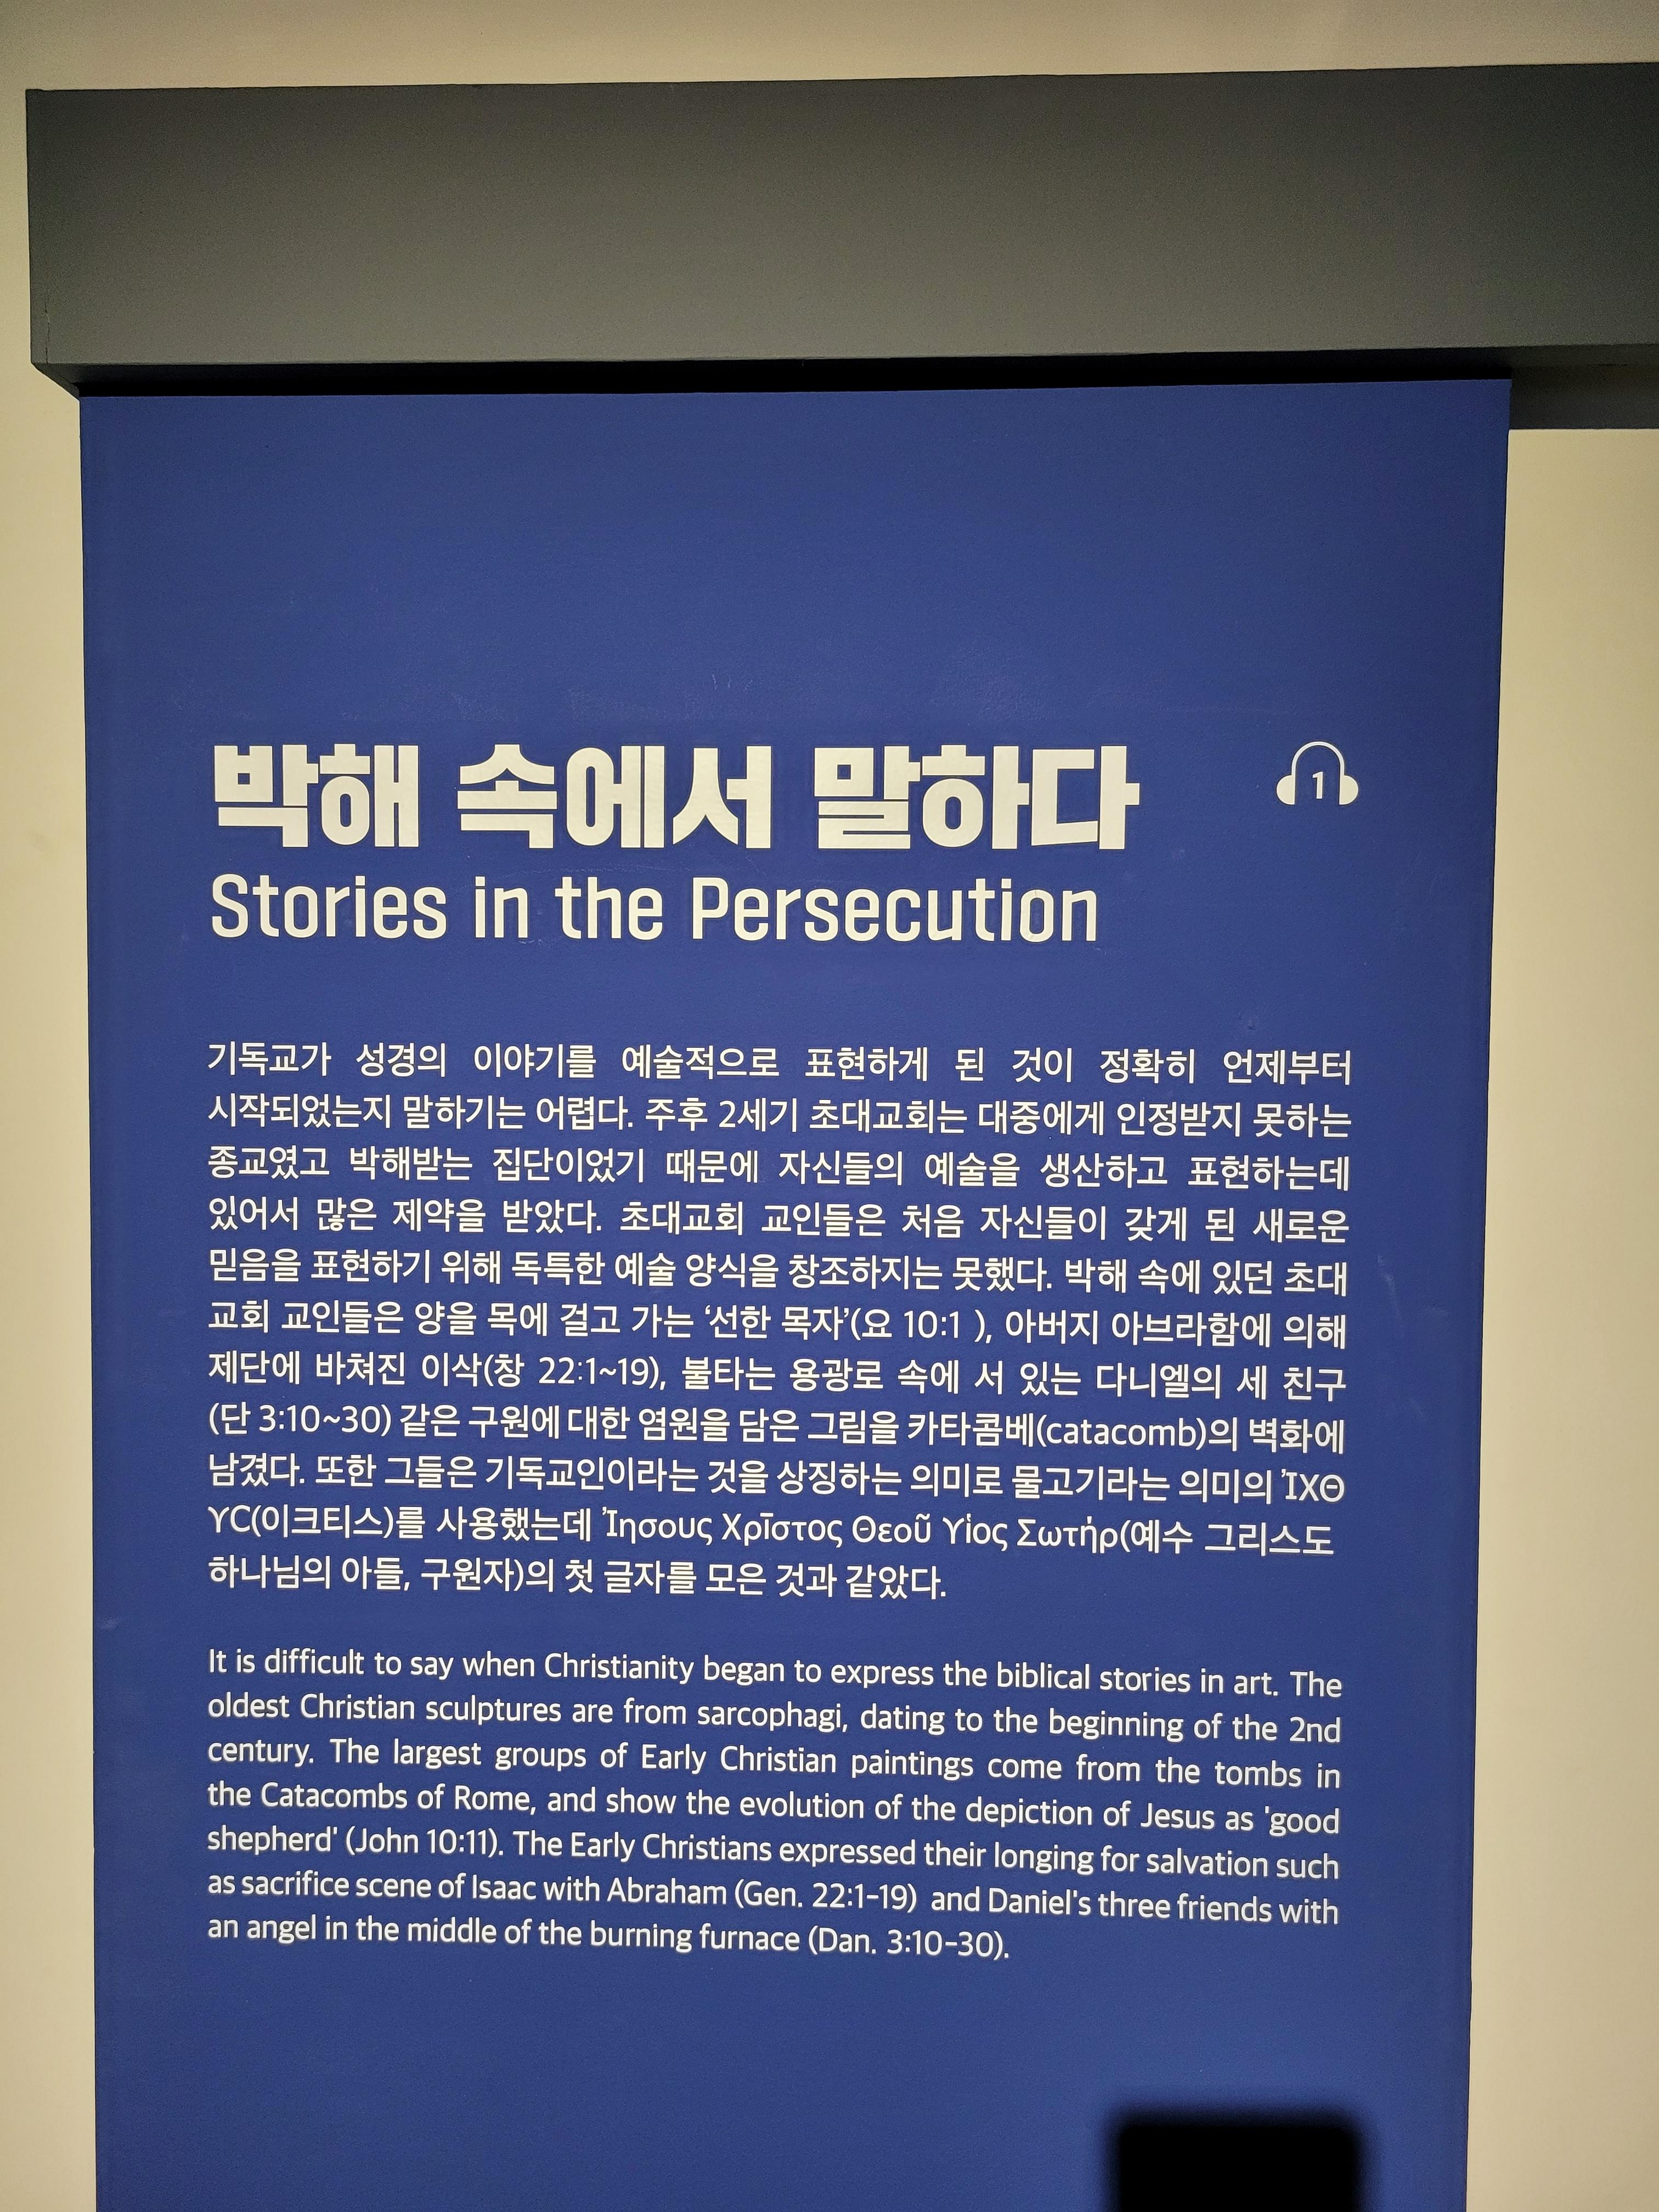 박해 속에서 말하다
1
Stories in the Persecution
기독교가 성경의 이야기를 예술적으로 표현하게 된 것이 정확히 언제부터
시작되었는지 말하기는 어렵다. 주후 2세기 초대교회는 대중에게 인정받지 못하는
종교였고 박해받는 집단이었기 때문에 자신들의 예술을 생산하고 표현하는데
있어서 많은 제약을 받았다. 초대교회 교인들은 처음 자신들이 갖게 된 새로운
믿음을 표현하기 위해 독특한 예술 양식을 창조하지는 못했다. 박해 속에 있던 초대
교회 교인들은 양을 목에 걸고 가는 ‘선한 목자’(요 10:1 ), 아버지 아브라함에 의해
제단에 바쳐진 이삭(창 22:1~19), 불타는 용광로 속에 서 있는 다니엘의 세 친구
(단 3:10~30) 같은 구원에 대한 염원을 담은 그림을 카타콤베(catacomb)의 벽화에
남겼다. 또한 그들은 기독교인이라는 것을 상징하는 의미로 물고기라는 의미의 ἸΧΘ
ϒϹ(이크티스)를 사용했는데 Ἰησους Χρῑστος Θεοῦ ϒἱος Σωτήρ(예수 그리스도
하나님의 아들, 구원자)의 첫 글자를 모은 것과 같았다.
It is difficult to say when Christianity began to express the biblical stories in art. The
oldest Christian sculptures are from sarcophagi, dating to the beginning of the 2nd
century. The largest groups of Early Christian paintings come from the tombs in
the Catacombs of Rome, and show the evolution of the depiction of Jesus as 'good
shepherd' (John 10:11). The Early Christians expressed their longing for salvation such
as sacrifice scene of Isaac with Abraham (Gen. 22:1-19) and Daniel's three friends with
an angel in the middle of the burning furnace (Dan. 3:10-30).